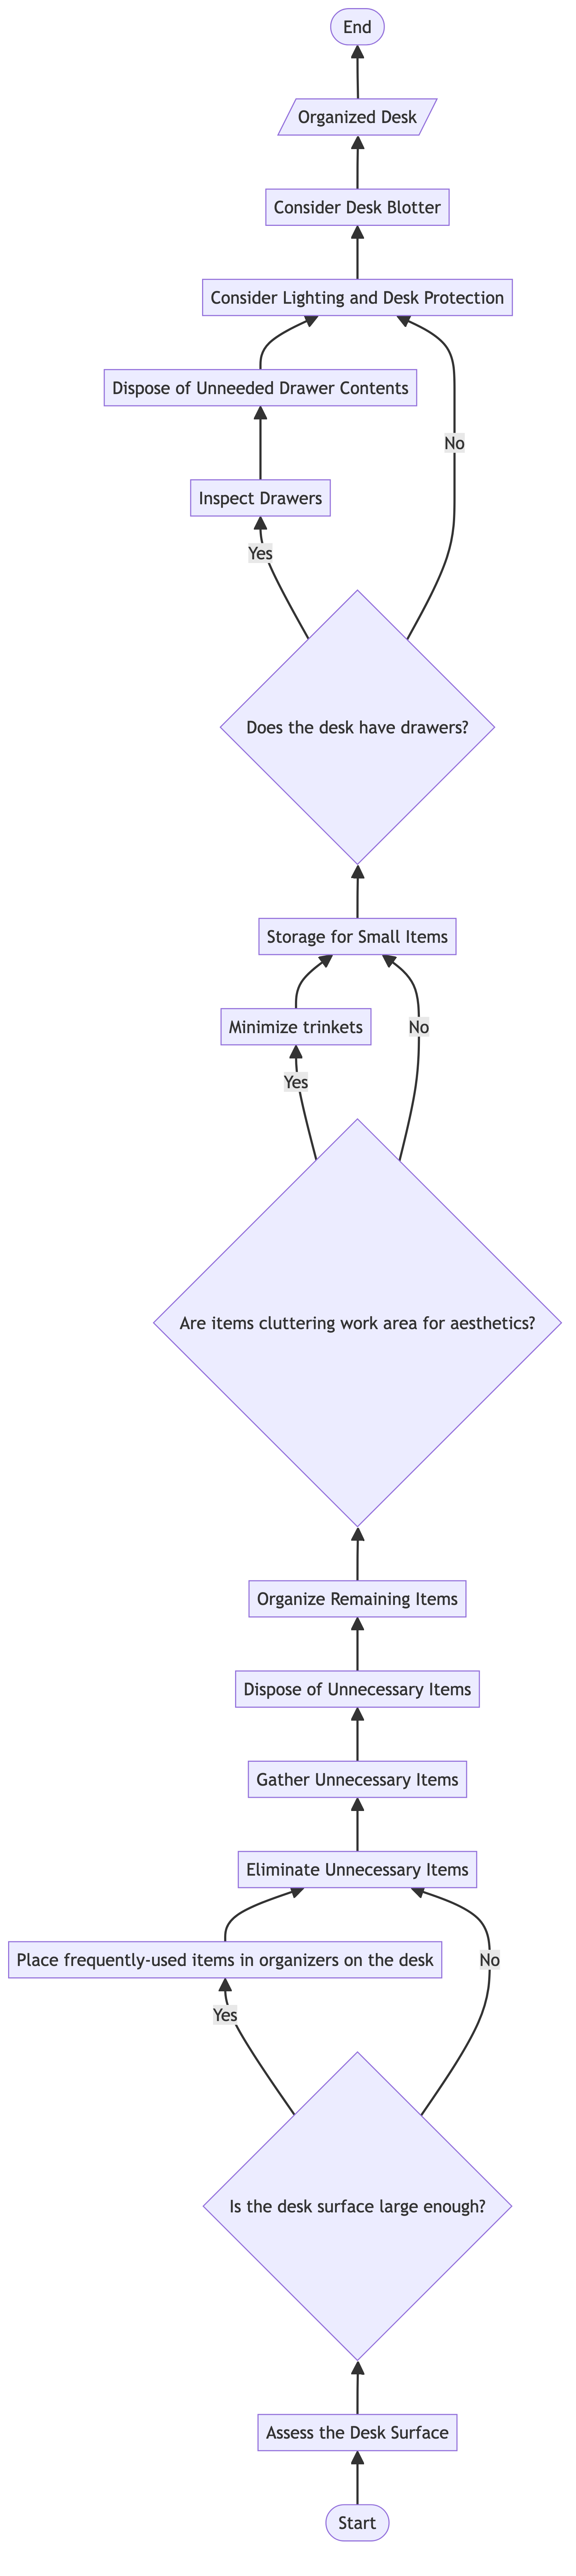 End
Organized Desk
Consider Desk Blotter
Consider Lighting and Desk Protection
Dispose of Unneeded Drawer Contents
No
Inspect Drawers
Yes
Does the desk have drawers?
Storage for Small Items
Minimize trinkets
No
Yes
Are items cluttering work area for aesthetics?
Organize Remaining Items
Dispose of Unnecessary Items
Gather Unnecessary Items
Eliminate Unnecessary Items
Place frequently-used items in organizers on the desk
No
Yes
Is the desk surface large enough?
Assess the Desk Surface
Start